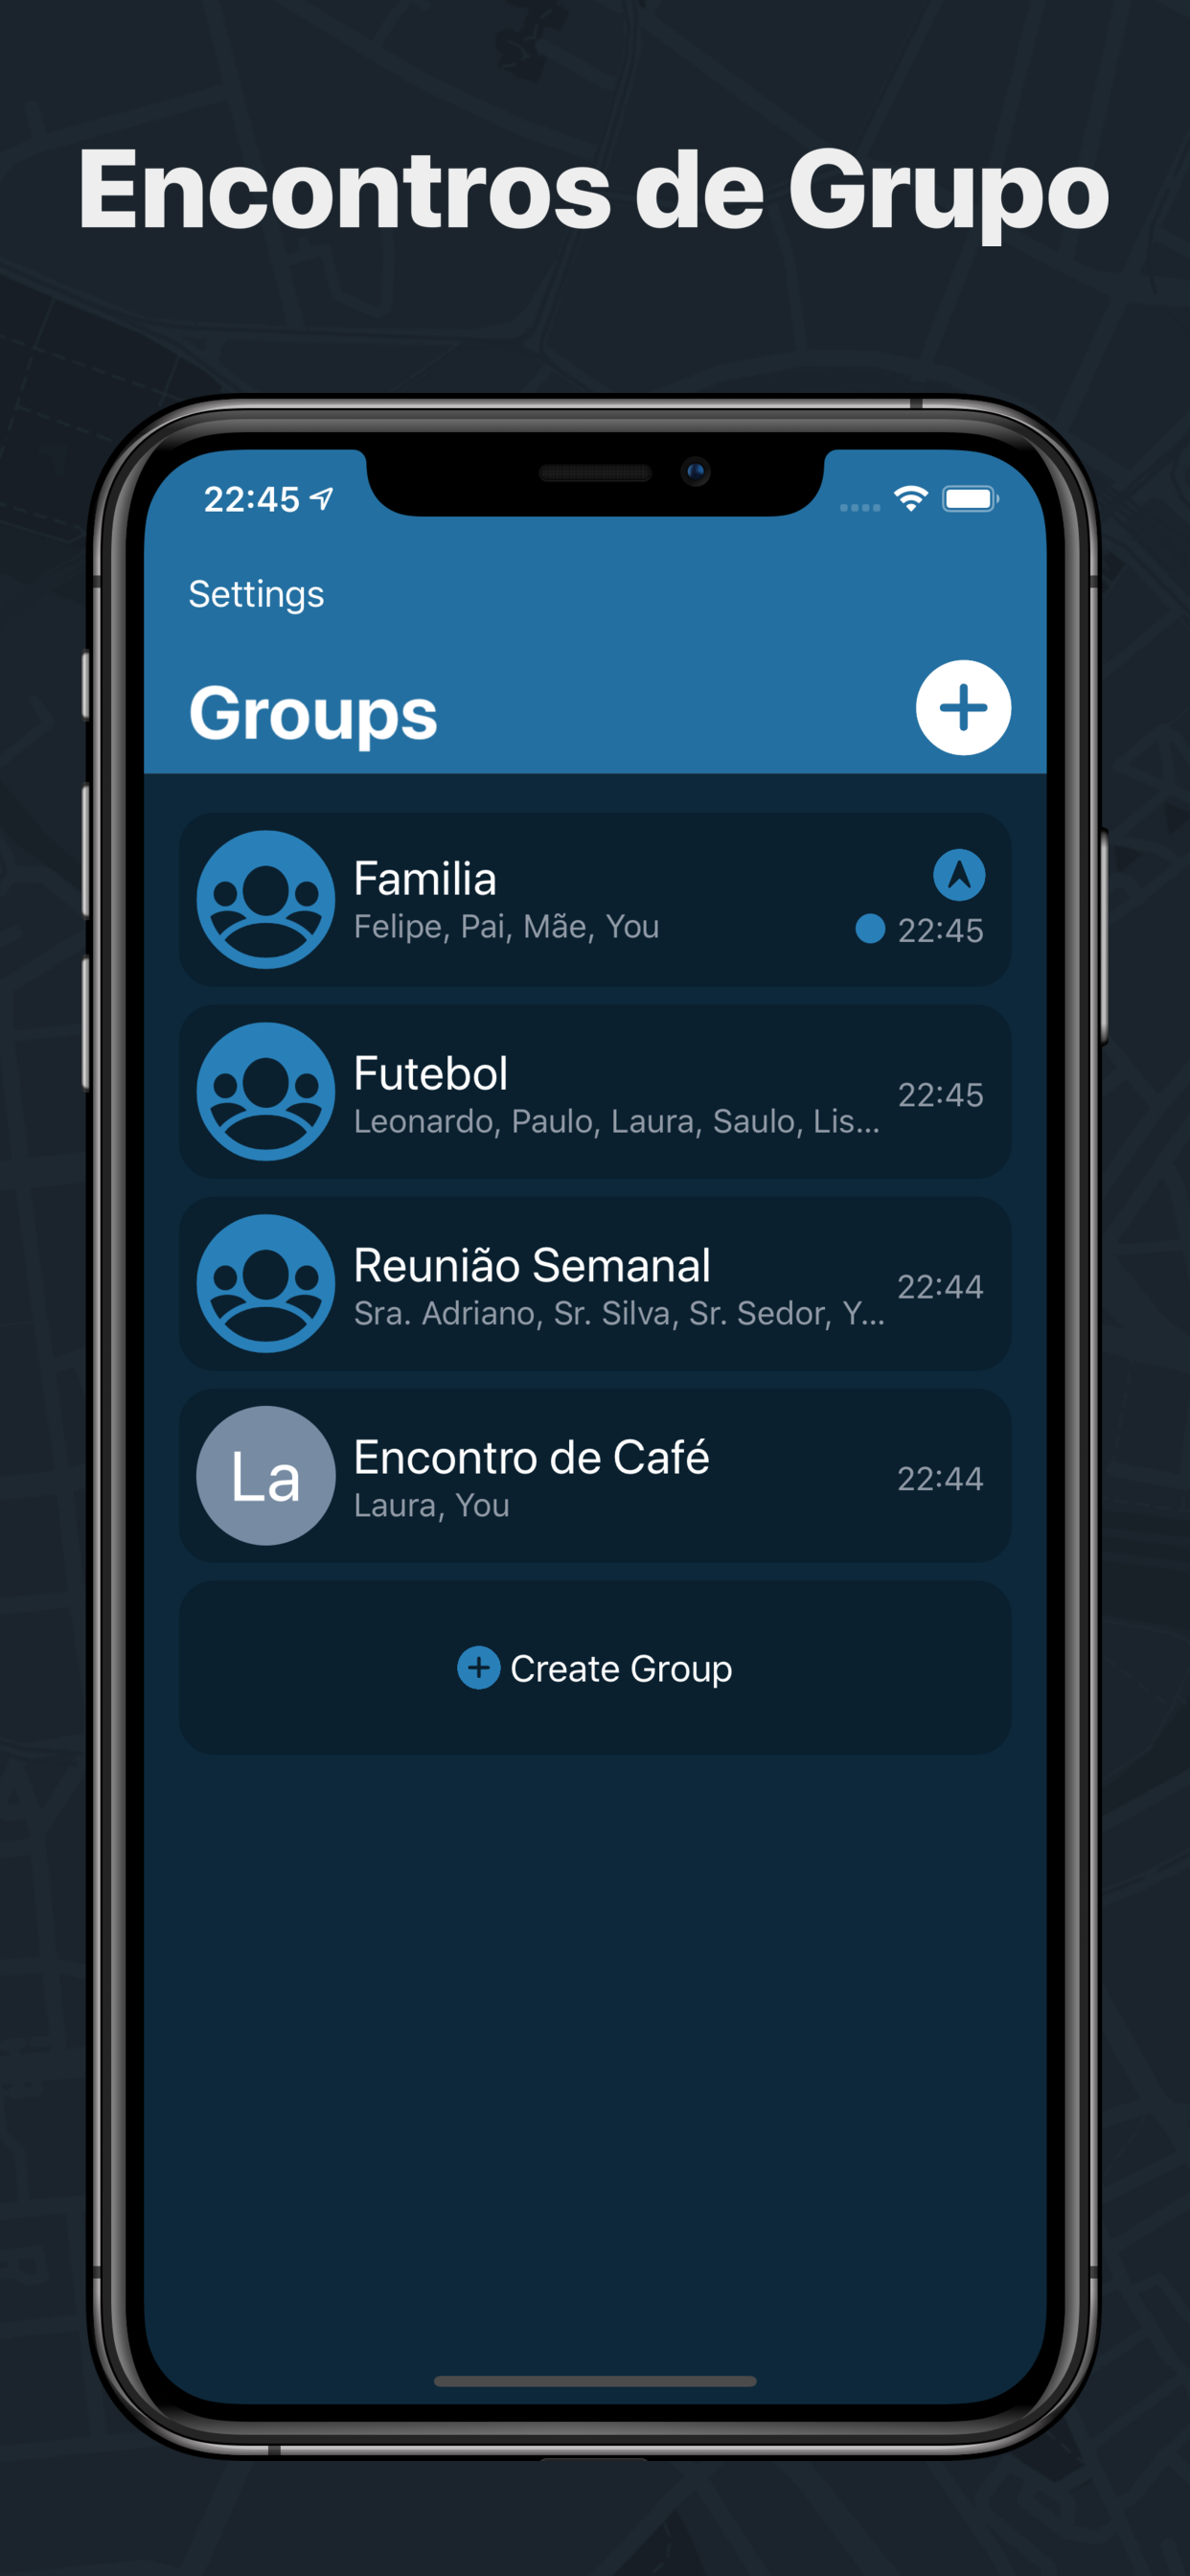 Encontros de Grupo
22:45
Settings
Groups
Familia
Felipe, Pai, Mãe, You
22:45
Futebol
Leonardo, Paulo, Laura, Saulo, Lis...
22:45
Reunião Semanal
Sra. Adriano, Sr. Silva, Sr. Sedor, Y...
22:44
La
Encontro de Café
Laura, You
22:44
Create Group